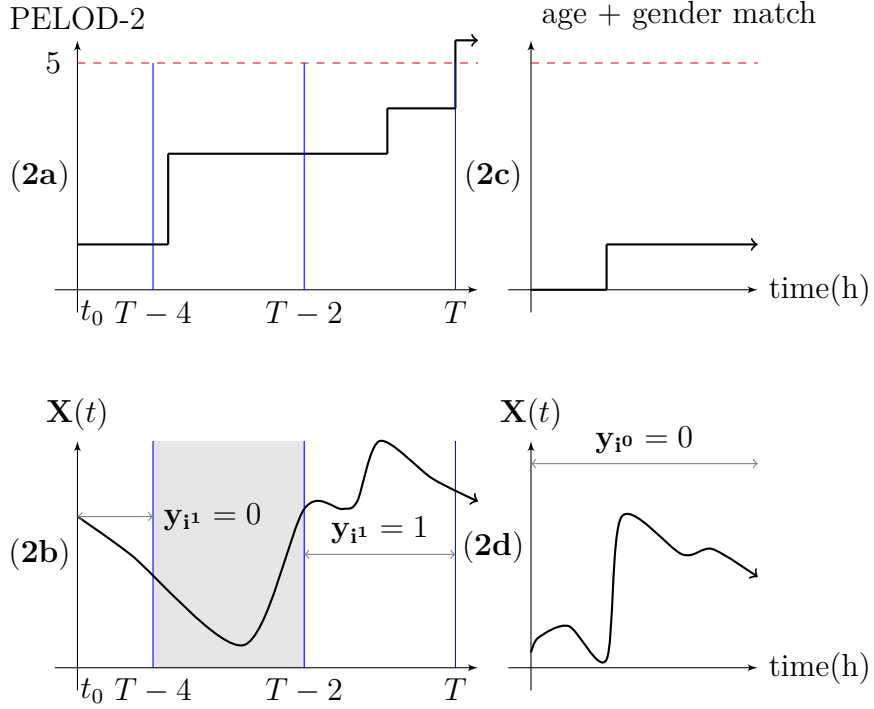 PELOD-2
age + gender match
5
(2a)
(2c)
t₀ T − 4 T − 2 T
time(h)
X(t)
X(t)
y_{i¹} = 0
y_{i¹} = 1
y_{i⁰} = 0
(2b)
(2d)
t₀ T − 4 T − 2 T
time(h)